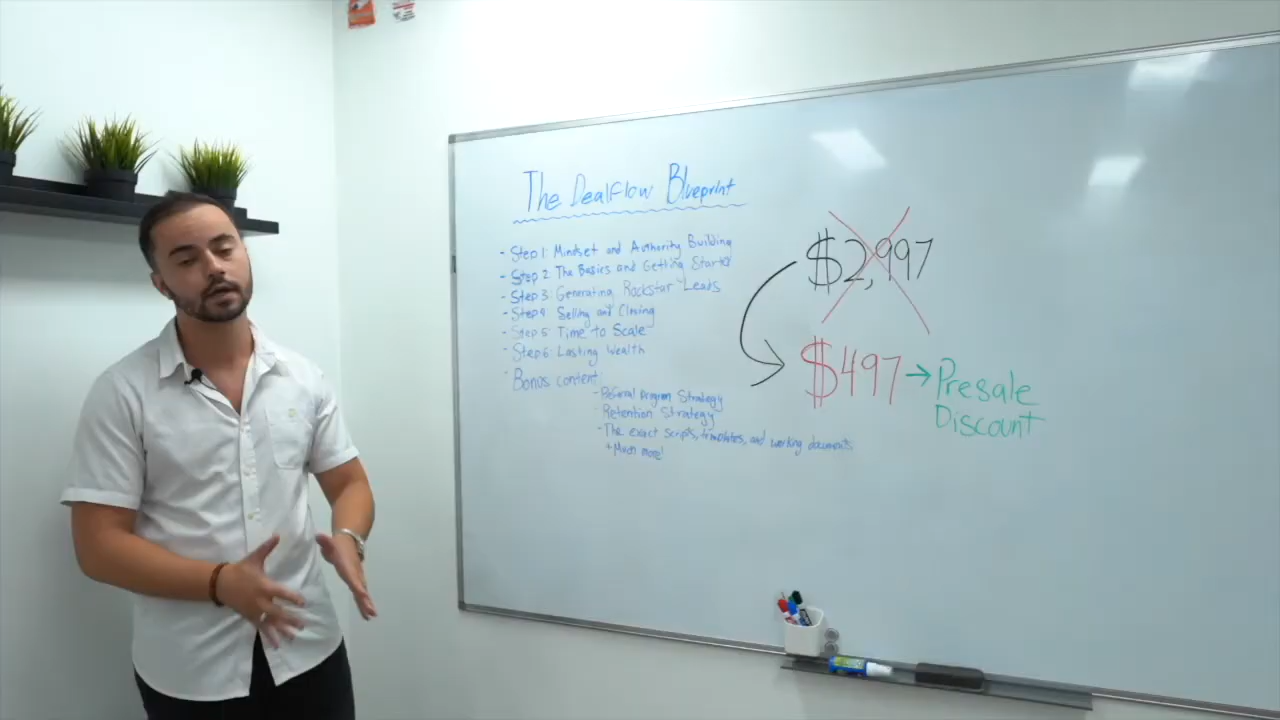 The Dealflow Blueprint
- Step 1: Mindset and Authority Building
- Step 2: The Basics and Getting Started
- Step 3: Generating Rockstar Leads
- Step 4: Selling and Closing
- Step 5: Time to Scale
- Step 6: Lasting Wealth
- Bonus content:
- Referral Program Strategy
- Retention Strategy
- The exact scripts, templates, and working documents
+ Much more!
$2,997
$497 → Presale Discount